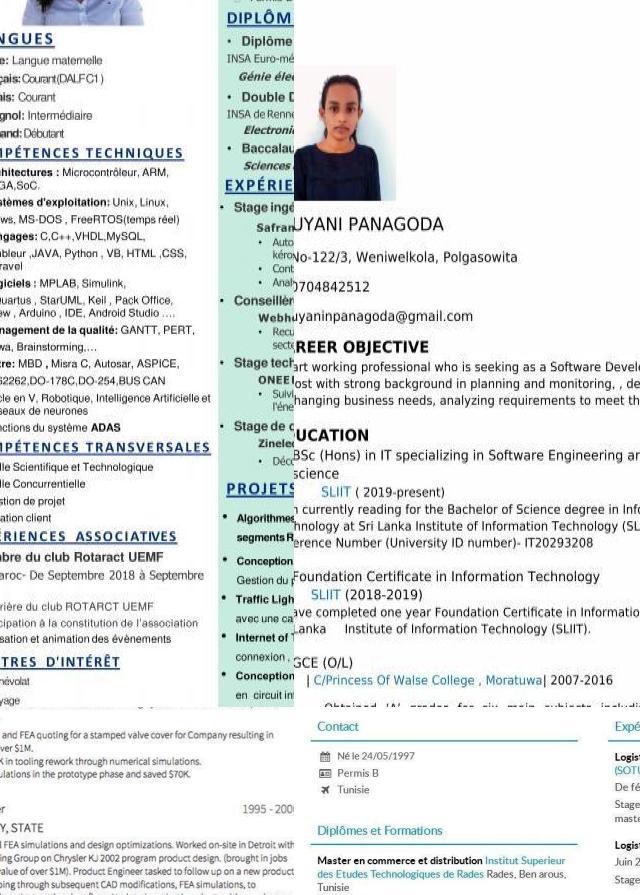 NGUES
e: Langue maternelle
çais:Courant(DALFC1)
ais: Courant
gnol: Intermédiaire
and:Débutant
MPÉTENCES TECHNIQUES
hitectures : Microcontrôleur, ARM,
GA,SoC.
stèmes d'exploitation: Unix, Linux,
ws, MS-DOS , FreeRTOS(temps réel)
ngages: C,C++,VHDL,MySQL,
bleur ,JAVA, Python , VB, HTML ,CSS,
ravel
giciels : MPLAB, Simulink,
uartus , StarUML, Keil , Pack Office,
ew , Arduino , IDE, Android Studio ....
nagement de la qualité: GANTT, PERT,
wa, Brainstorming,...
tre: MBD , Misra C, Autosar, ASPICE,
62262,DO-178C,DO-254,BUS CAN
cle en V, Robotique, Intelligence Artificielle et
seaux de neurones
nctions du système ADAS
MPÉTENCES TRANSVERSALES
lle Scientifique et Technologique
lle Concurrentielle
stion de projet
ation client
ÉRIENCES ASSOCIATIVES
bre du club Rotaract UEMF
aroc- De Septembre 2018 à Septembre
rière du club ROTARCT UEMF
cipation à la constitution de l'association
sation et animation des évènements
TRES D'INTÉRÊT
névolat
yage
DIPLÔM
• Diplôme
INSA Euro-mé
Génie élec
• Double D
INSA de Renne
Electroni
• Baccalau
Sciences
EXPÉRIE
• Stage ingé
Safran
• Auto
kéro
• Cont
• Anal
• Conseillèr
Webhe
• Recu
secte
• Stage tech
ONEE
• Suivi
l'éne
• Stage de d
Zinelec
• Déco
PROJETS
• Algorithmes
segments R
• Conception
Gestion du p
• Traffic Ligh
avec une ca
• Internet of T
connexion ,
• Conception
en circuit int
UYANI PANAGODA
No-122/3, Weniwelkola, Polgasowita
0704842512
uyaninpanagoda@gmail.com
REER OBJECTIVE
art working professional who is seeking as a Software Develo
ost with strong background in planning and monitoring, , de
hanging business needs, analyzing requirements to meet th
UCATION
BSc (Hons) in IT specializing in Software Engineering an
science
SLIIT ( 2019-present)
n currently reading for the Bachelor of Science degree in Info
hnology at Sri Lanka Institute of Information Technology (SL
erence Number (University ID number)- IT20293208
Foundation Certificate in Information Technology
SLIIT (2018-2019)
ave completed one year Foundation Certificate in Informatio
Lanka Institute of Information Technology (SLIIT).
GCE (O/L)
| C/Princess Of Walse College , Moratuwa| 2007-2016
and FEA quoting for a stamped valve cover for Company resulting in
ver $1M.
K in tooling rework through numerical simulations.
ulations in the prototype phase and saved $70K.
er 1995 - 200
Y, STATE
l FEA simulations and design optimizations. Worked on-site in Detroit with
ing Group on Chrysler KJ 2002 program product design. (brought in jobs
value of over $1M). Product Engineer tasked to follow up on a new product
ping through subsequent CAD modifications, FEA simulations, to
Contact
Né le 24/05/1997
Permis B
Tunisie
Diplômes et Formations
Master en commerce et distribution Institut Superieur
des Etudes Technologiques de Rades Rades, Ben arous,
Tunisie
Expé
Logist
(SOTU
De fé
Stage
maste
Logist
Juin 2
Stage